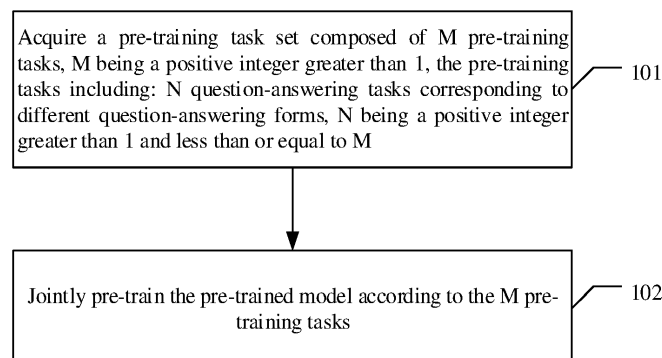 Acquire a pre-training task set composed of M pre-training
tasks, M being a positive integer greater than 1, the pre-training
tasks including: N question-answering tasks corresponding to
different question-answering forms, N being a positive integer
greater than 1 and less than or equal to M
101
Jointly pre-train the pre-trained model according to the M pre-
training tasks
102